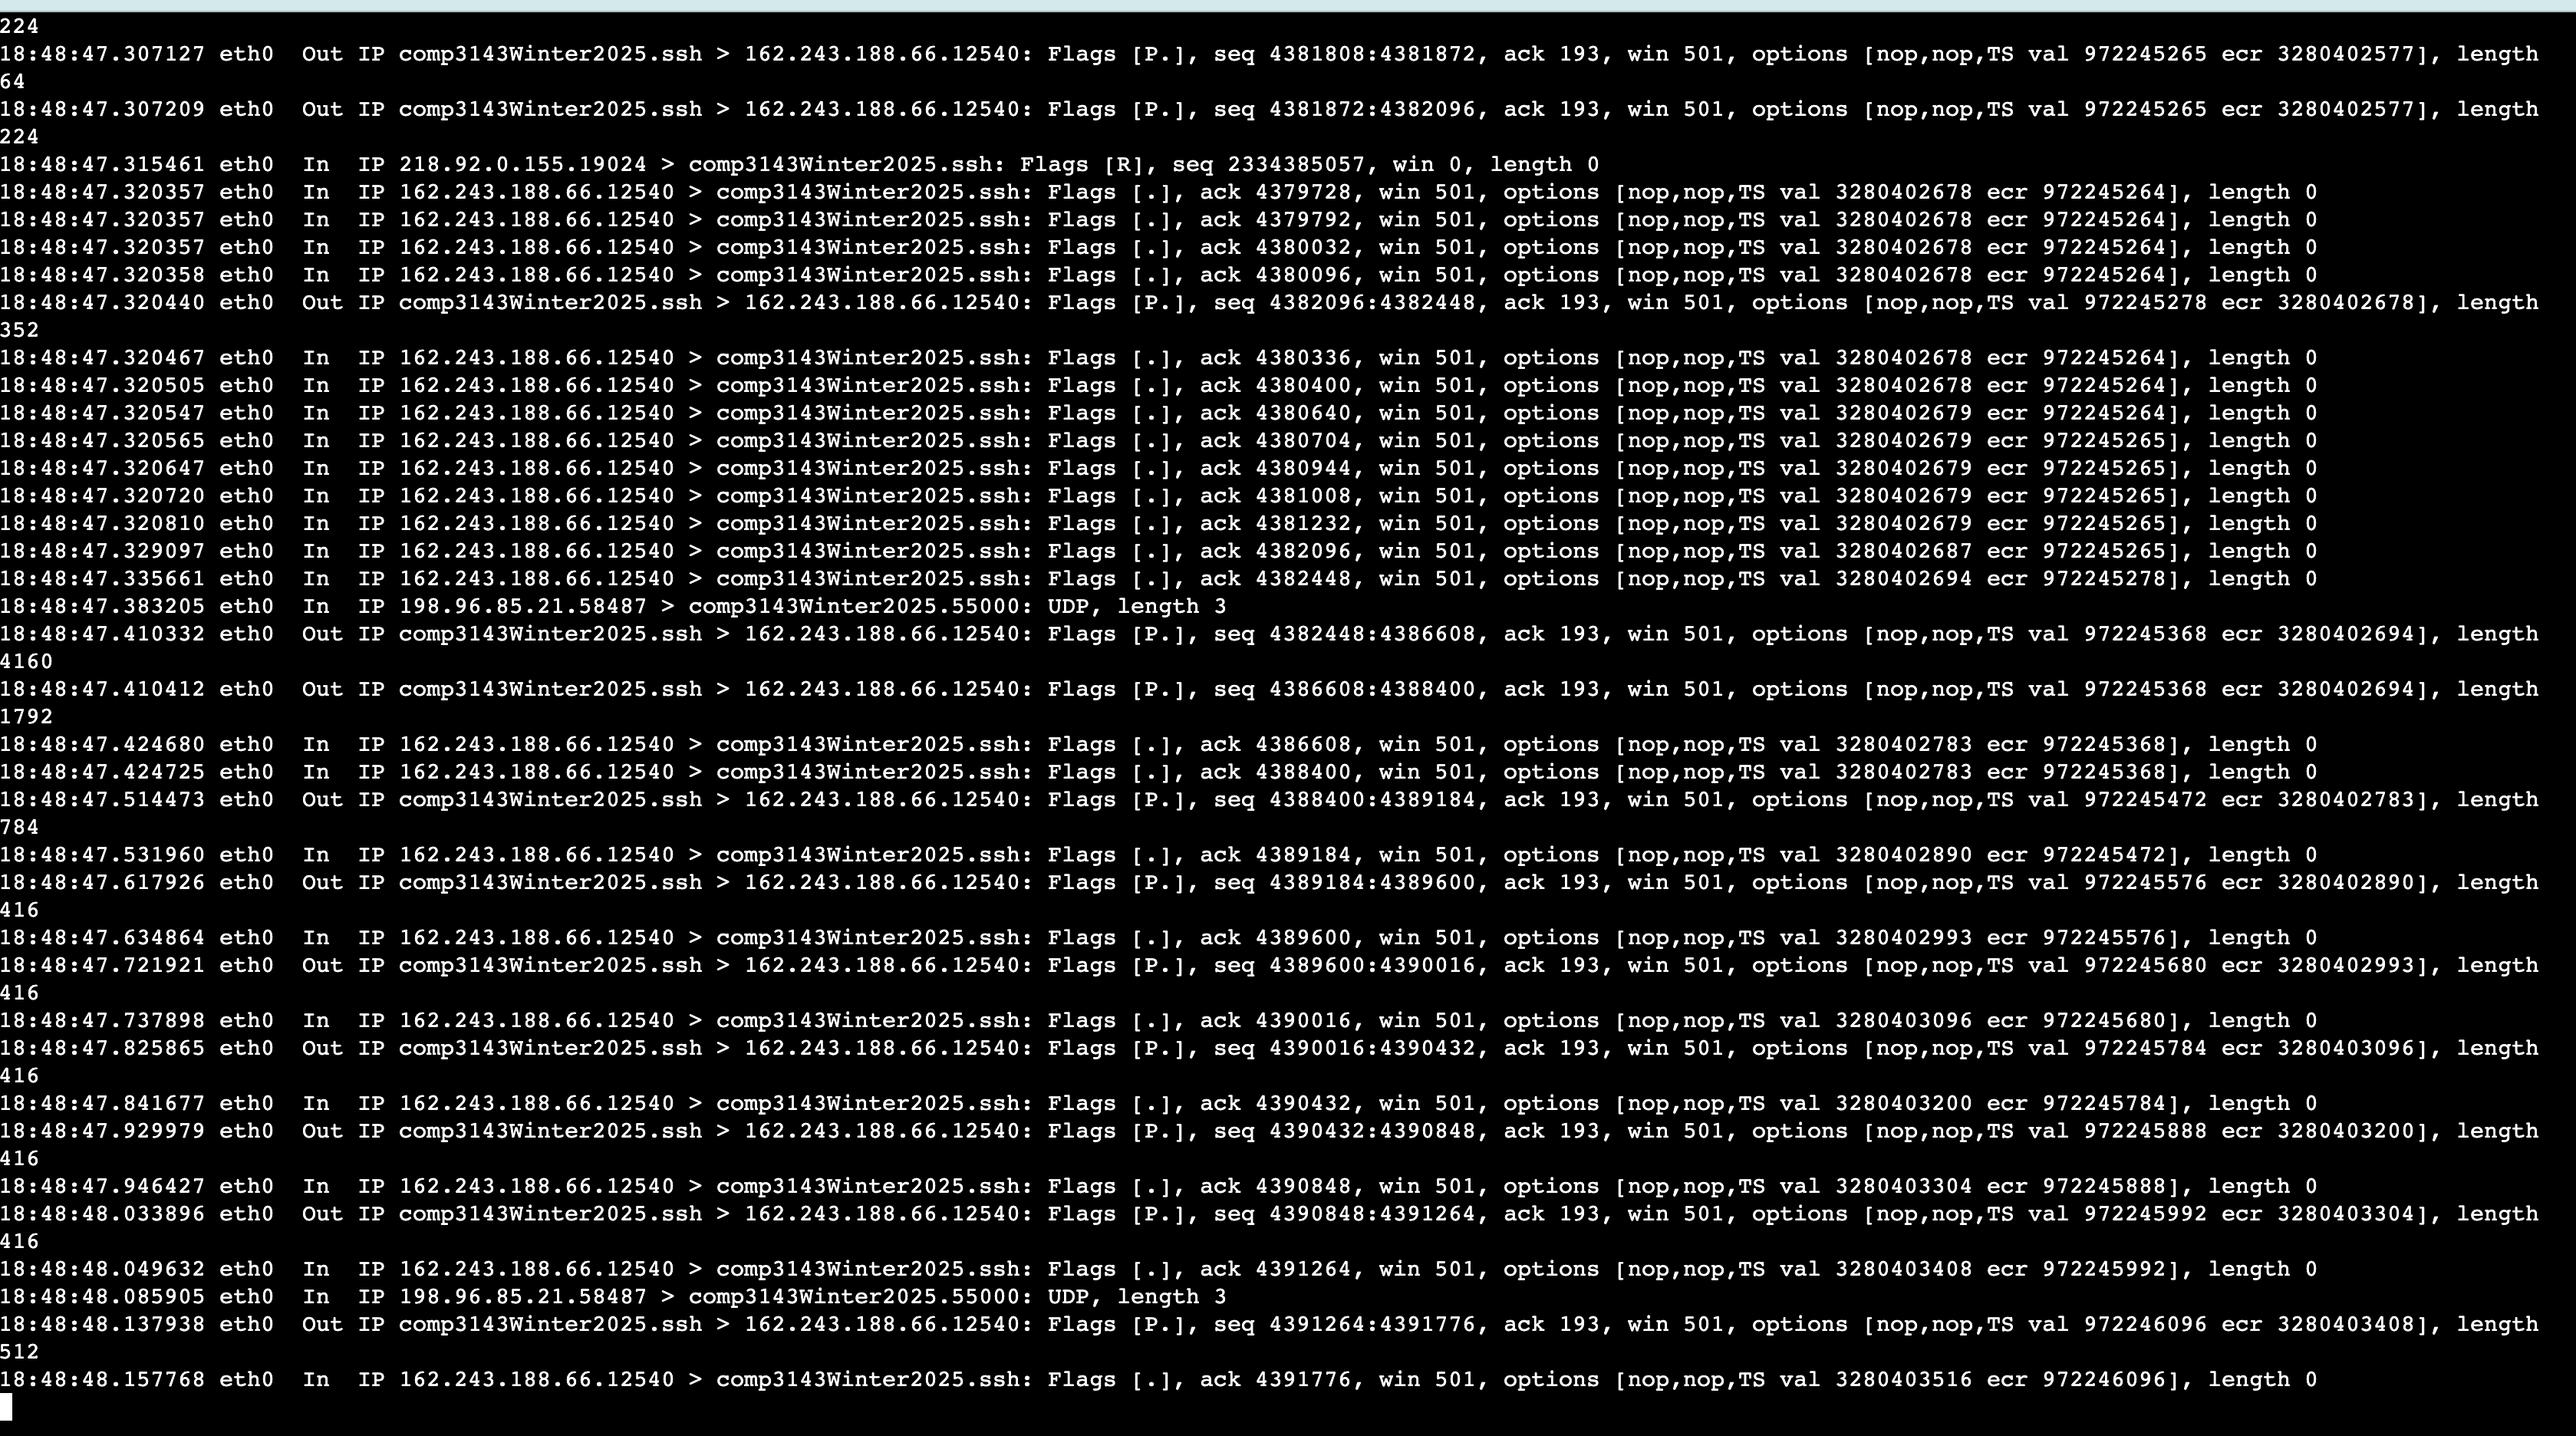 224
18:48:47.307127 eth0  Out IP comp3143Winter2025.ssh > 162.243.188.66.12540: Flags [P.], seq 4381808:4381872, ack 193, win 501, options [nop,nop,TS val 972245265 ecr 3280402577], length
64
18:48:47.307209 eth0  Out IP comp3143Winter2025.ssh > 162.243.188.66.12540: Flags [P.], seq 4381872:4382096, ack 193, win 501, options [nop,nop,TS val 972245265 ecr 3280402577], length
224
18:48:47.315461 eth0  In  IP 218.92.0.155.19024 > comp3143Winter2025.ssh: Flags [R], seq 2334385057, win 0, length 0
18:48:47.320357 eth0  In  IP 162.243.188.66.12540 > comp3143Winter2025.ssh: Flags [.], ack 4379728, win 501, options [nop,nop,TS val 3280402678 ecr 972245264], length 0
18:48:47.320357 eth0  In  IP 162.243.188.66.12540 > comp3143Winter2025.ssh: Flags [.], ack 4379792, win 501, options [nop,nop,TS val 3280402678 ecr 972245264], length 0
18:48:47.320357 eth0  In  IP 162.243.188.66.12540 > comp3143Winter2025.ssh: Flags [.], ack 4380032, win 501, options [nop,nop,TS val 3280402678 ecr 972245264], length 0
18:48:47.320358 eth0  In  IP 162.243.188.66.12540 > comp3143Winter2025.ssh: Flags [.], ack 4380096, win 501, options [nop,nop,TS val 3280402678 ecr 972245264], length 0
18:48:47.320440 eth0  Out IP comp3143Winter2025.ssh > 162.243.188.66.12540: Flags [P.], seq 4382096:4382448, ack 193, win 501, options [nop,nop,TS val 972245278 ecr 3280402678], length
352
18:48:47.320467 eth0  In  IP 162.243.188.66.12540 > comp3143Winter2025.ssh: Flags [.], ack 4380336, win 501, options [nop,nop,TS val 3280402678 ecr 972245264], length 0
18:48:47.320505 eth0  In  IP 162.243.188.66.12540 > comp3143Winter2025.ssh: Flags [.], ack 4380400, win 501, options [nop,nop,TS val 3280402678 ecr 972245264], length 0
18:48:47.320547 eth0  In  IP 162.243.188.66.12540 > comp3143Winter2025.ssh: Flags [.], ack 4380640, win 501, options [nop,nop,TS val 3280402679 ecr 972245264], length 0
18:48:47.320565 eth0  In  IP 162.243.188.66.12540 > comp3143Winter2025.ssh: Flags [.], ack 4380704, win 501, options [nop,nop,TS val 3280402679 ecr 972245265], length 0
18:48:47.320647 eth0  In  IP 162.243.188.66.12540 > comp3143Winter2025.ssh: Flags [.], ack 4380944, win 501, options [nop,nop,TS val 3280402679 ecr 972245265], length 0
18:48:47.320720 eth0  In  IP 162.243.188.66.12540 > comp3143Winter2025.ssh: Flags [.], ack 4381008, win 501, options [nop,nop,TS val 3280402679 ecr 972245265], length 0
18:48:47.320810 eth0  In  IP 162.243.188.66.12540 > comp3143Winter2025.ssh: Flags [.], ack 4381232, win 501, options [nop,nop,TS val 3280402679 ecr 972245265], length 0
18:48:47.329097 eth0  In  IP 162.243.188.66.12540 > comp3143Winter2025.ssh: Flags [.], ack 4382096, win 501, options [nop,nop,TS val 3280402687 ecr 972245265], length 0
18:48:47.335661 eth0  In  IP 162.243.188.66.12540 > comp3143Winter2025.ssh: Flags [.], ack 4382448, win 501, options [nop,nop,TS val 3280402694 ecr 972245278], length 0
18:48:47.383205 eth0  In  IP 198.96.85.21.58487 > comp3143Winter2025.55000: UDP, length 3
18:48:47.410332 eth0  Out IP comp3143Winter2025.ssh > 162.243.188.66.12540: Flags [P.], seq 4382448:4386608, ack 193, win 501, options [nop,nop,TS val 972245368 ecr 3280402694], length
4160
18:48:47.410412 eth0  Out IP comp3143Winter2025.ssh > 162.243.188.66.12540: Flags [P.], seq 4386608:4388400, ack 193, win 501, options [nop,nop,TS val 972245368 ecr 3280402694], length
1792
18:48:47.424680 eth0  In  IP 162.243.188.66.12540 > comp3143Winter2025.ssh: Flags [.], ack 4386608, win 501, options [nop,nop,TS val 3280402783 ecr 972245368], length 0
18:48:47.424725 eth0  In  IP 162.243.188.66.12540 > comp3143Winter2025.ssh: Flags [.], ack 4388400, win 501, options [nop,nop,TS val 3280402783 ecr 972245368], length 0
18:48:47.514473 eth0  Out IP comp3143Winter2025.ssh > 162.243.188.66.12540: Flags [P.], seq 4388400:4389184, ack 193, win 501, options [nop,nop,TS val 972245472 ecr 3280402783], length
784
18:48:47.531960 eth0  In  IP 162.243.188.66.12540 > comp3143Winter2025.ssh: Flags [.], ack 4389184, win 501, options [nop,nop,TS val 3280402890 ecr 972245472], length 0
18:48:47.617926 eth0  Out IP comp3143Winter2025.ssh > 162.243.188.66.12540: Flags [P.], seq 4389184:4389600, ack 193, win 501, options [nop,nop,TS val 972245576 ecr 3280402890], length
416
18:48:47.634864 eth0  In  IP 162.243.188.66.12540 > comp3143Winter2025.ssh: Flags [.], ack 4389600, win 501, options [nop,nop,TS val 3280402993 ecr 972245576], length 0
18:48:47.721921 eth0  Out IP comp3143Winter2025.ssh > 162.243.188.66.12540: Flags [P.], seq 4389600:4390016, ack 193, win 501, options [nop,nop,TS val 972245680 ecr 3280402993], length
416
18:48:47.737898 eth0  In  IP 162.243.188.66.12540 > comp3143Winter2025.ssh: Flags [.], ack 4390016, win 501, options [nop,nop,TS val 3280403096 ecr 972245680], length 0
18:48:47.825865 eth0  Out IP comp3143Winter2025.ssh > 162.243.188.66.12540: Flags [P.], seq 4390016:4390432, ack 193, win 501, options [nop,nop,TS val 972245784 ecr 3280403096], length
416
18:48:47.841677 eth0  In  IP 162.243.188.66.12540 > comp3143Winter2025.ssh: Flags [.], ack 4390432, win 501, options [nop,nop,TS val 3280403200 ecr 972245784], length 0
18:48:47.929979 eth0  Out IP comp3143Winter2025.ssh > 162.243.188.66.12540: Flags [P.], seq 4390432:4390848, ack 193, win 501, options [nop,nop,TS val 972245888 ecr 3280403200], length
416
18:48:47.946427 eth0  In  IP 162.243.188.66.12540 > comp3143Winter2025.ssh: Flags [.], ack 4390848, win 501, options [nop,nop,TS val 3280403304 ecr 972245888], length 0
18:48:48.033896 eth0  Out IP comp3143Winter2025.ssh > 162.243.188.66.12540: Flags [P.], seq 4390848:4391264, ack 193, win 501, options [nop,nop,TS val 972245992 ecr 3280403304], length
416
18:48:48.049632 eth0  In  IP 162.243.188.66.12540 > comp3143Winter2025.ssh: Flags [.], ack 4391264, win 501, options [nop,nop,TS val 3280403408 ecr 972245992], length 0
18:48:48.085905 eth0  In  IP 198.96.85.21.58487 > comp3143Winter2025.55000: UDP, length 3
18:48:48.137938 eth0  Out IP comp3143Winter2025.ssh > 162.243.188.66.12540: Flags [P.], seq 4391264:4391776, ack 193, win 501, options [nop,nop,TS val 972246096 ecr 3280403408], length
512
18:48:48.157768 eth0  In  IP 162.243.188.66.12540 > comp3143Winter2025.ssh: Flags [.], ack 4391776, win 501, options [nop,nop,TS val 3280403516 ecr 972246096], length 0